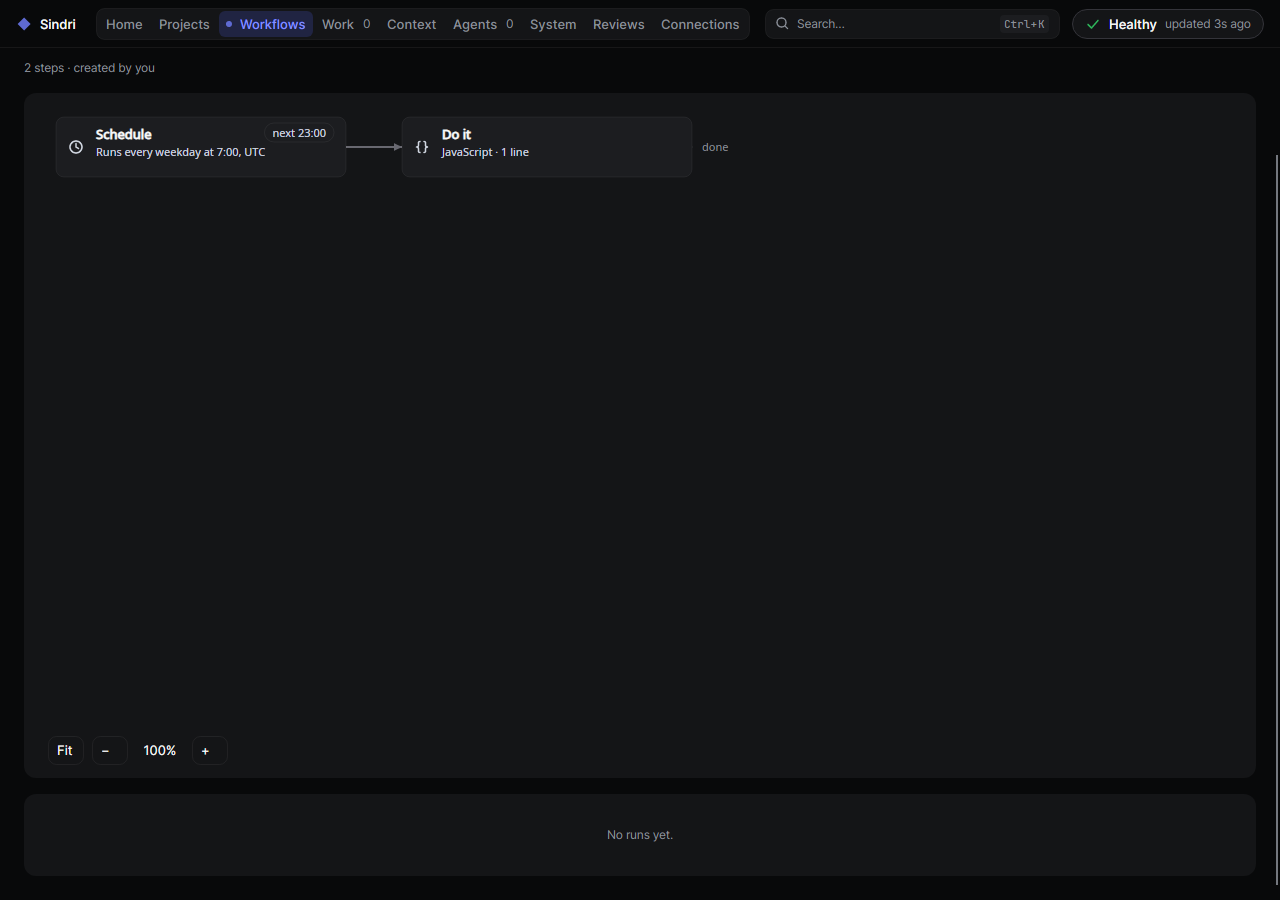 Sindri Home Projects Workflows Work 0 Context Agents 0 System Reviews Connections Search... Ctrl+K Healthy updated 3s ago
2 steps · created by you
Schedule next 23:00
Runs every weekday at 7:00, UTC
Do it
JavaScript · 1 line
done
Fit − 100% +
No runs yet.